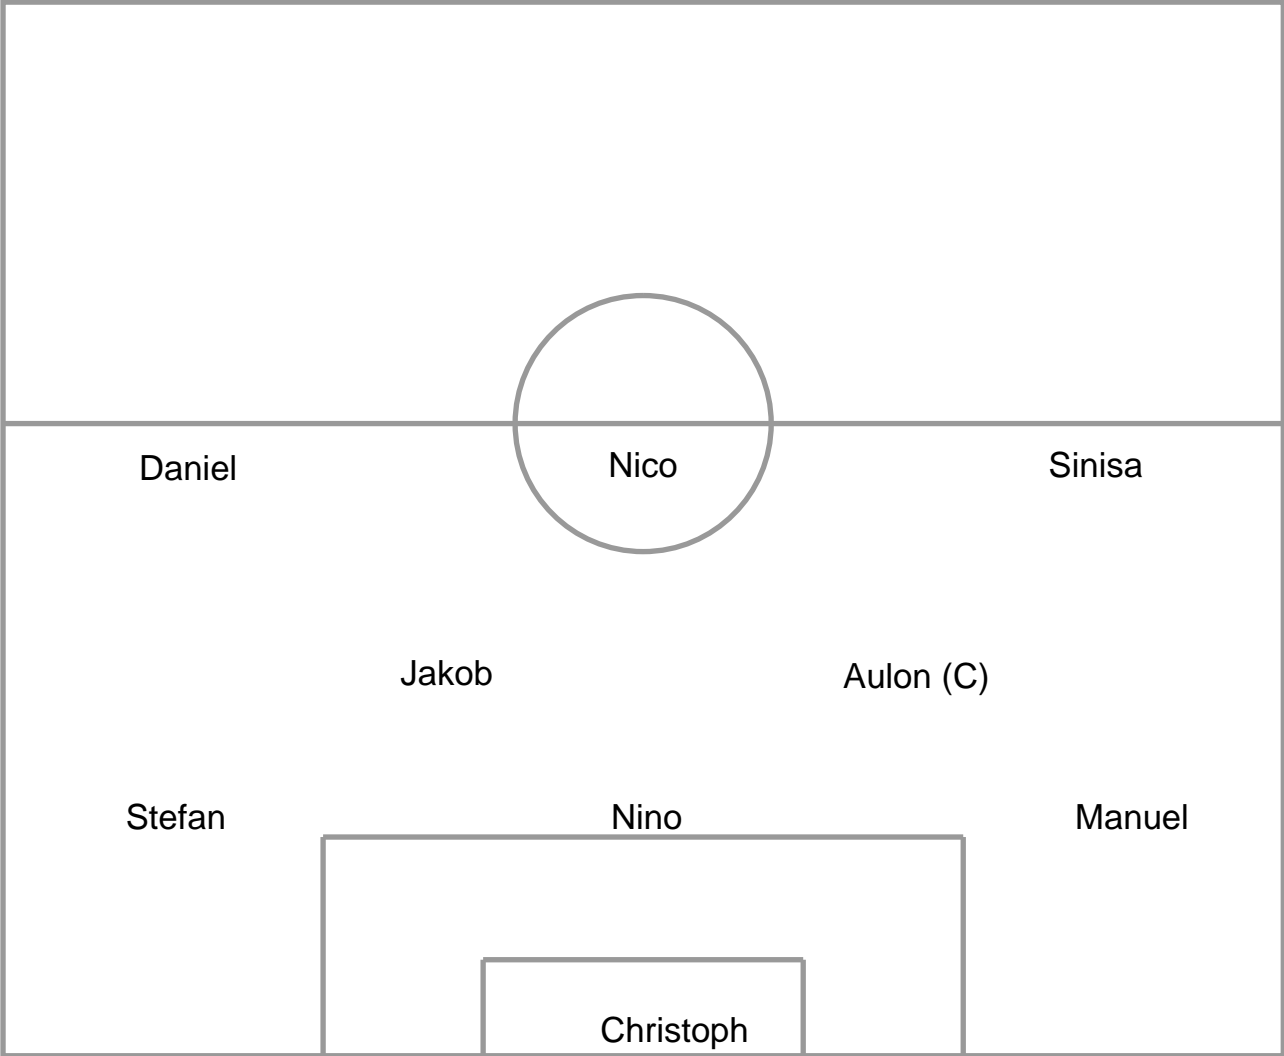 Daniel Nico Sinisa
Jakob Aulon (C)
Stefan Nino Manuel
Christoph